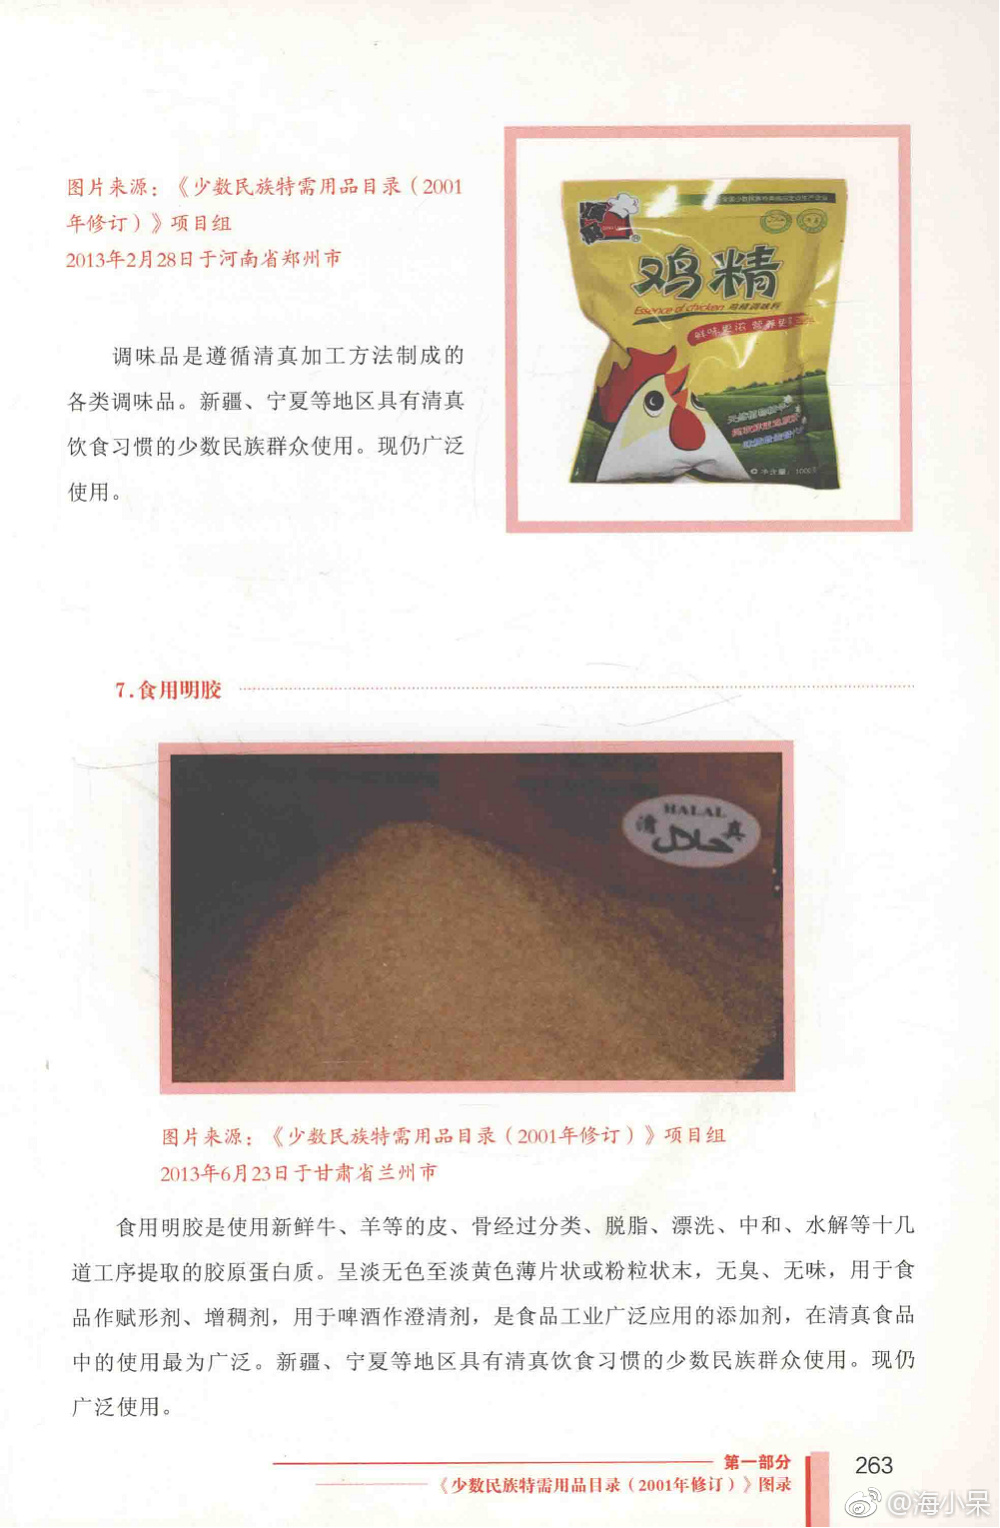 图片来源：《少数民族特需用品目录（2001
年修订）》项目组
2013年2月28日于河南省郑州市
鸡精
Essence of chicken 鸡精调味料
调味品是遵循清真加工方法制成的
各类调味品。新疆、宁夏等地区具有清真
饮食习惯的少数民族群众使用。现仍广泛
使用。
7.食用明胶
HALAL
清 حلال 真
图片来源：《少数民族特需用品目录（2001年修订）》项目组
2013年6月23日于甘肃省兰州市
食用明胶是使用新鲜牛、羊等的皮、骨经过分类、脱脂、漂洗、中和、水解等十几
道工序提取的胶原蛋白质。呈淡无色至淡黄色薄片状或粉粒状末，无臭、无味，用于食
品作赋形剂、增稠剂，用于啤酒作澄清剂，是食品工业广泛应用的添加剂，在清真食品
中的使用最为广泛。新疆、宁夏等地区具有清真饮食习惯的少数民族群众使用。现仍
广泛使用。
第一部分
《少数民族特需用品目录（2001年修订）》图录
263
@海小呆